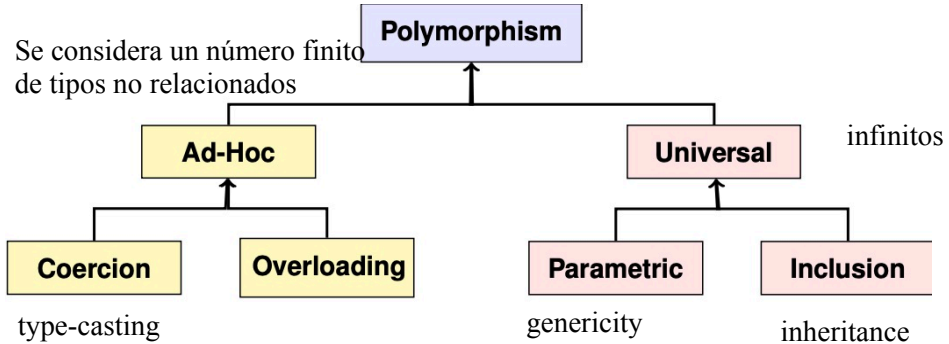 Polymorphism
Se considera un número finito
de tipos no relacionados
Ad-Hoc
Universal
infinitos
Coercion
Overloading
Parametric
Inclusion
type-casting
genericity
inheritance